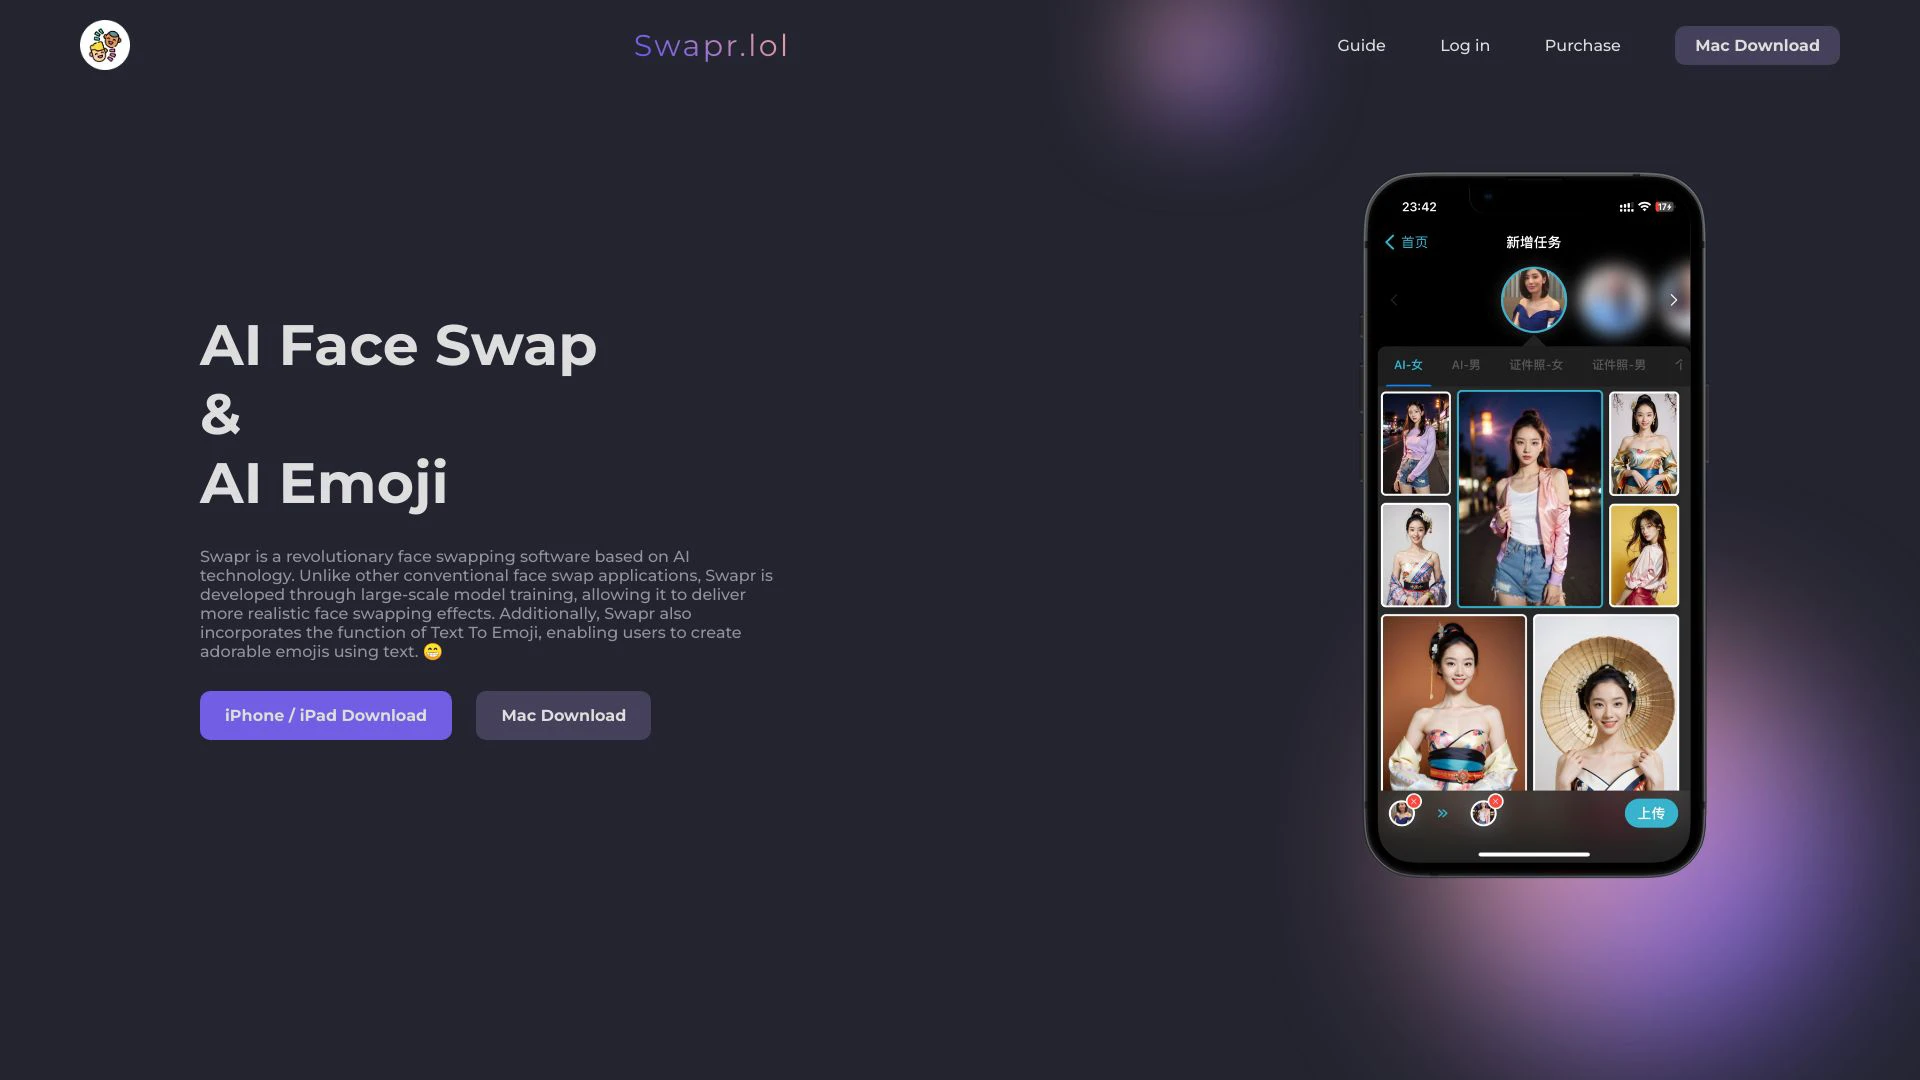 Swapr.lol
Guide
Log in
Purchase
Mac Download
AI Face Swap
&
AI Emoji
Swapr is a revolutionary face swapping software based on AI
technology. Unlike other conventional face swap applications, Swapr is
developed through large-scale model training, allowing it to deliver
more realistic face swapping effects. Additionally, Swapr also
incorporates the function of Text To Emoji, enabling users to create
adorable emojis using text. 😁
iPhone / iPad Download
Mac Download
23:42
17
首页
新增任务
AI-女
AI-男
证件照-女
证件照-男
上传